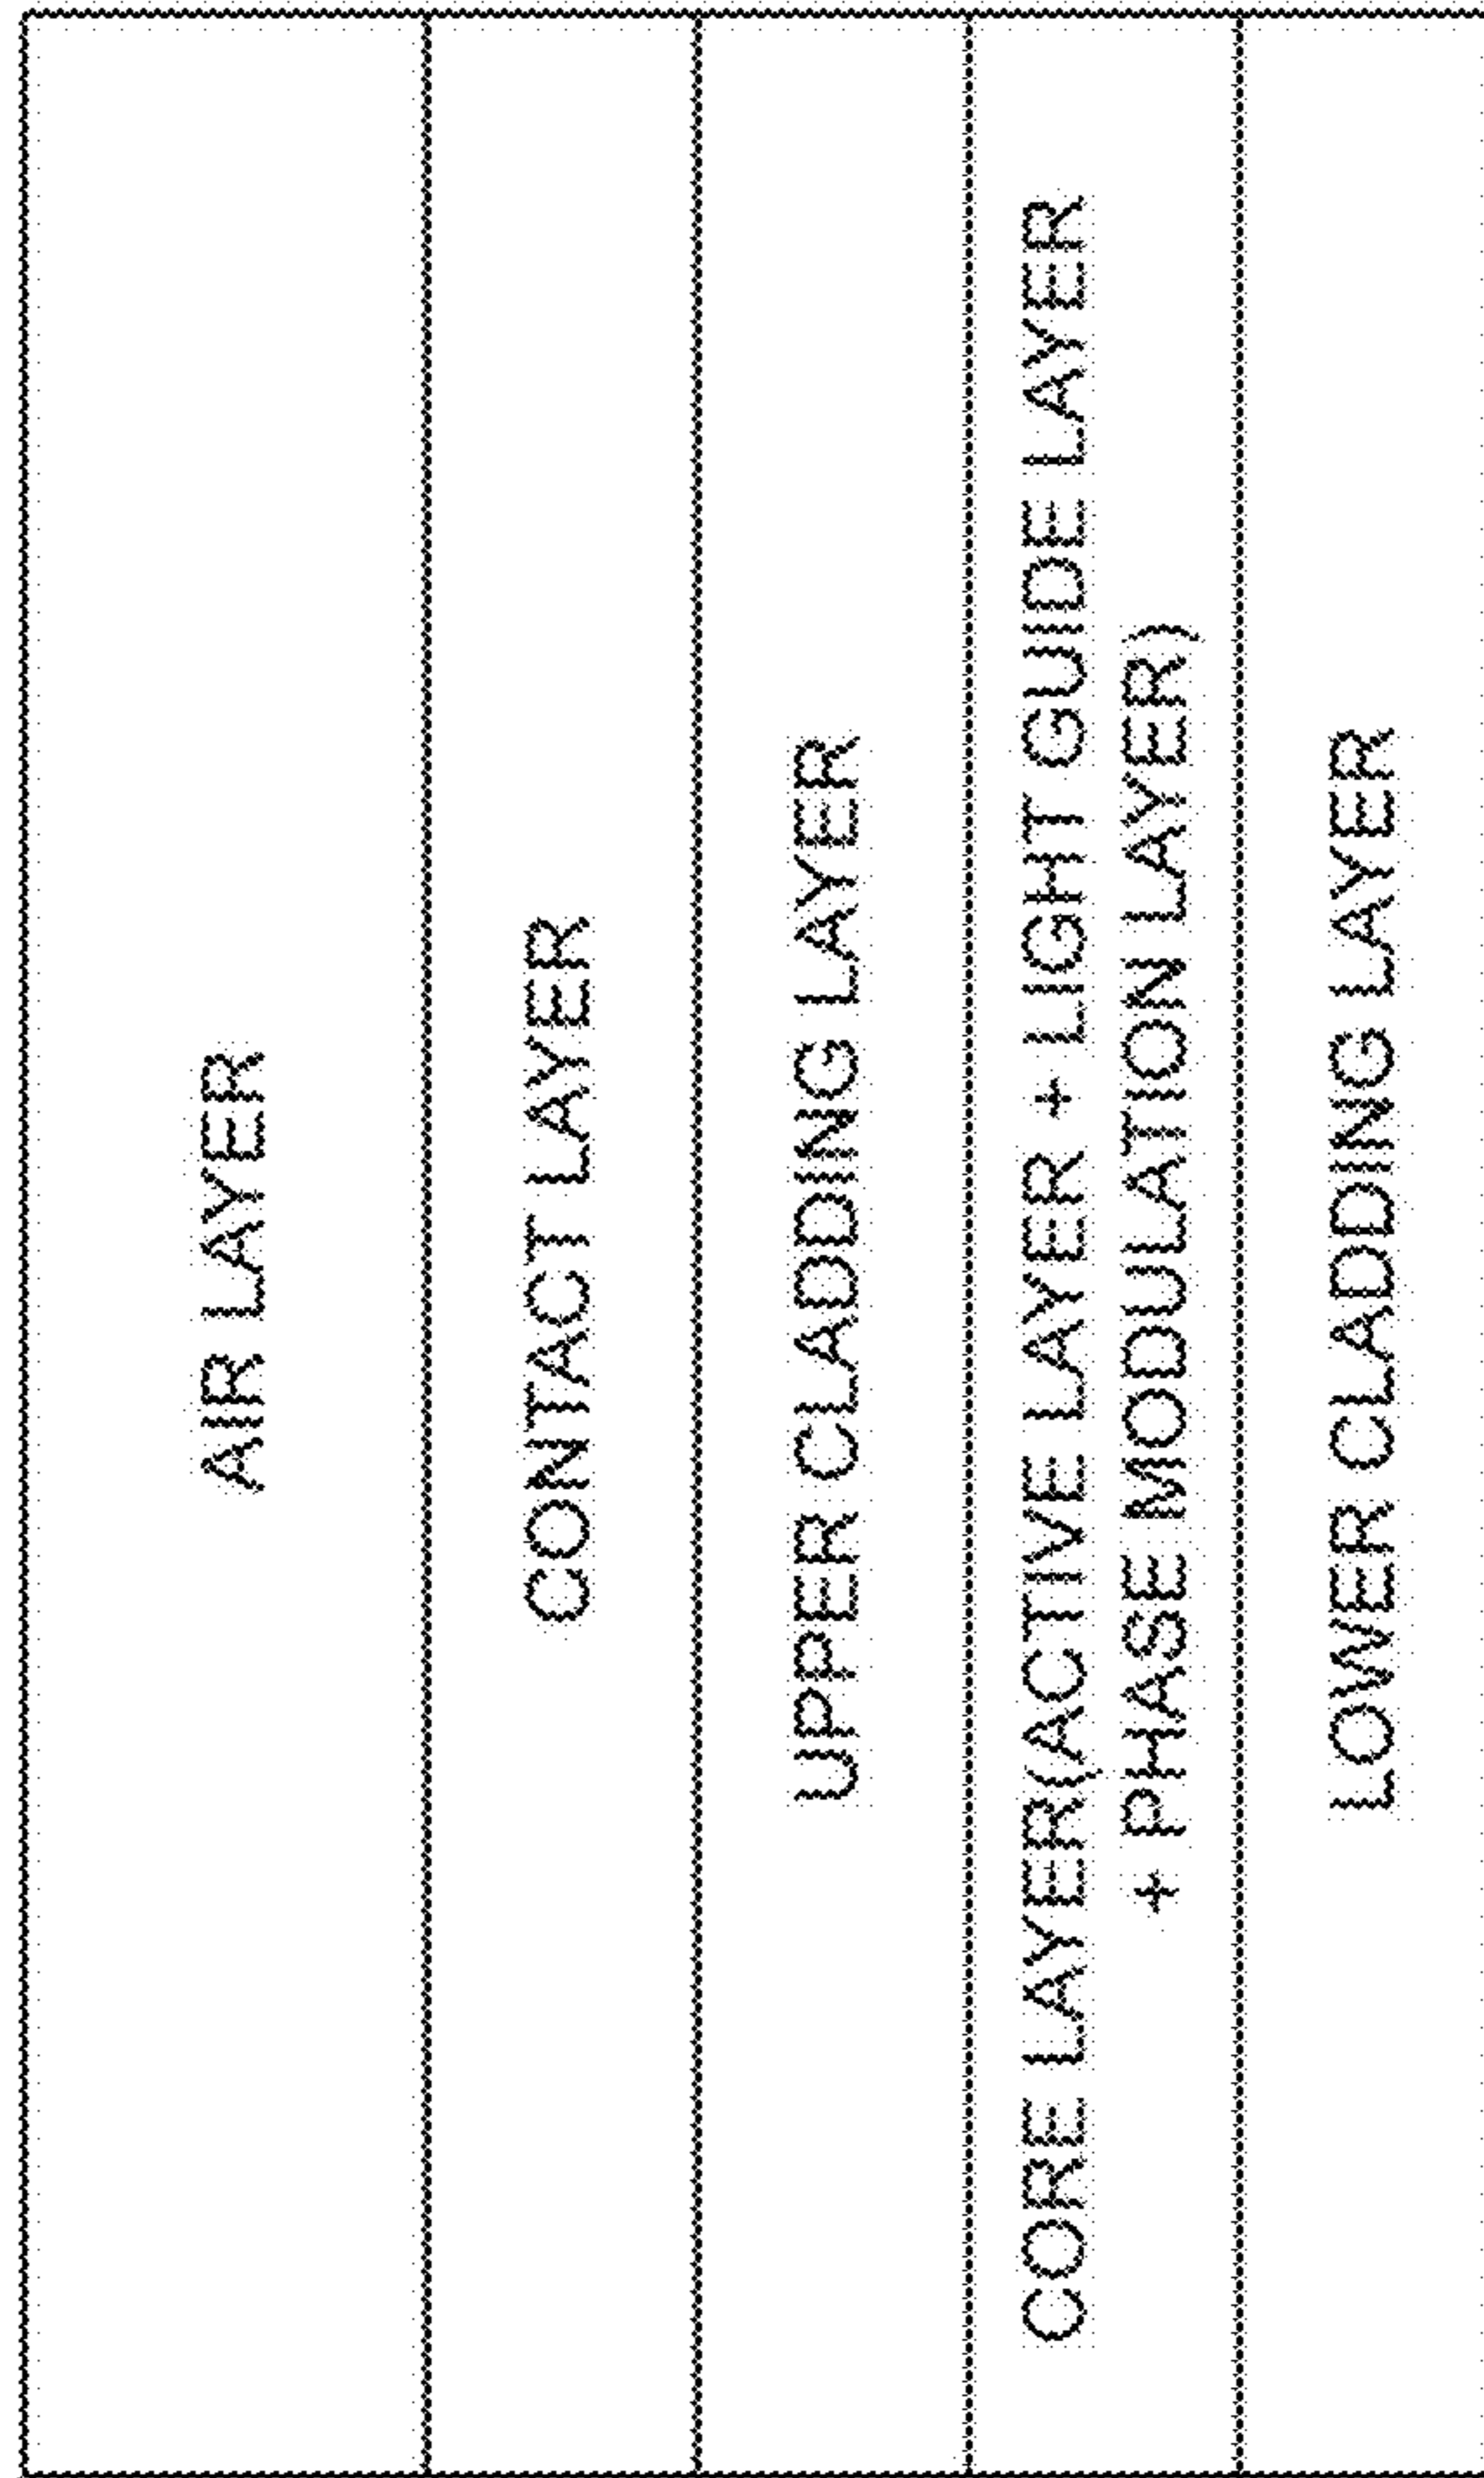 AIR LAYER
CONTACT LAYER
UPPER CLADDING LAYER
CORE LAYER(ACTIVE LAYER + LIGHT GUIDE LAYER
+ PHASE MODULATION LAYER)
LOWER CLADDING LAYER